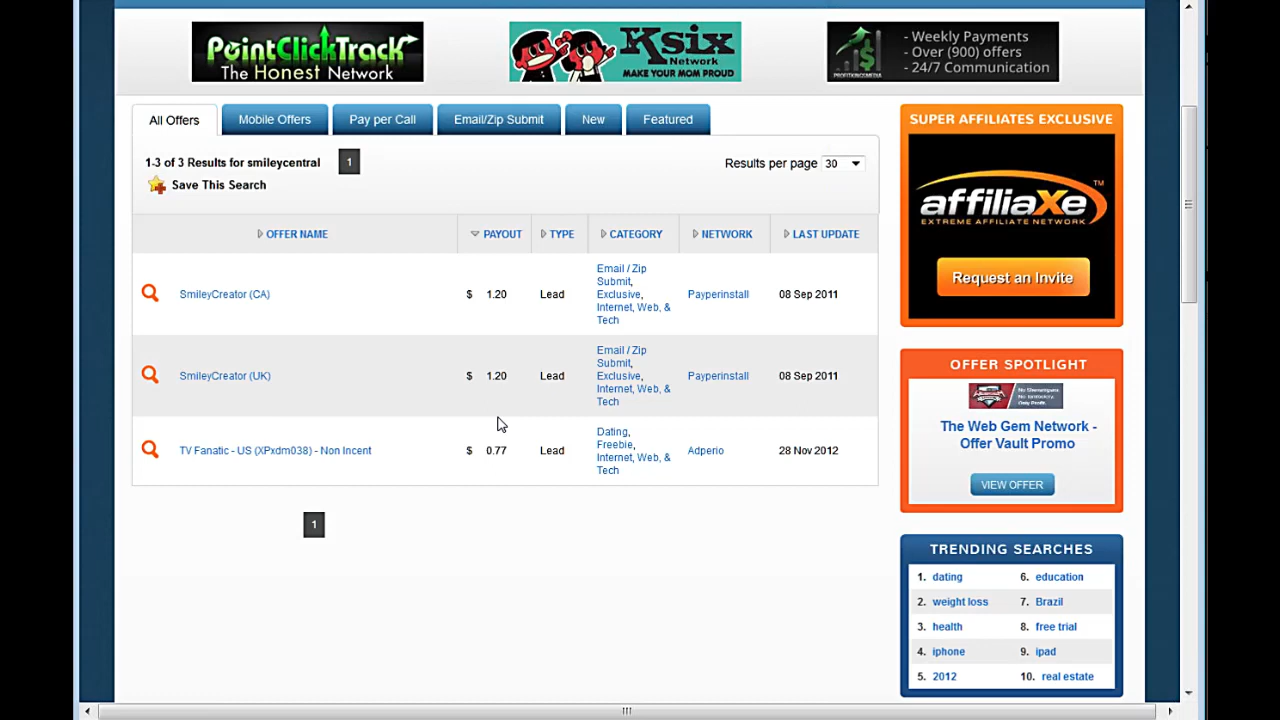 PointClickTrack
The Honest Network
Ksix
Network
MAKE YOUR MOM PROUD
PROFITKINGSMEDIA
- Weekly Payments
- Over (900) offers
- 24/7 Communication
All Offers
Mobile Offers
Pay per Call
Email/Zip Submit
New
Featured
1-3 of 3 Results for smileycentral
1
Results per page
30
Save This Search
OFFER NAME
PAYOUT
TYPE
CATEGORY
NETWORK
LAST UPDATE
SmileyCreator (CA)
$ 1.20
Lead
Email / Zip
Submit,
Exclusive,
Internet, Web, &
Tech
Payperinstall
08 Sep 2011
SmileyCreator (UK)
$ 1.20
Lead
Email / Zip
Submit,
Exclusive,
Internet, Web, &
Tech
Payperinstall
08 Sep 2011
TV Fanatic - US (XPxdm038) - Non Incent
$ 0.77
Lead
Dating,
Freebie,
Internet, Web, &
Tech
Adperio
28 Nov 2012
1
SUPER AFFILIATES EXCLUSIVE
affiliaXe™
EXTREME AFFILIATE NETWORK
Request an Invite
OFFER SPOTLIGHT
The Web Gem Network -
Offer Vault Promo
VIEW OFFER
TRENDING SEARCHES
1. dating
6. education
2. weight loss
7. Brazil
3. health
8. free trial
4. iphone
9. ipad
5. 2012
10. real estate